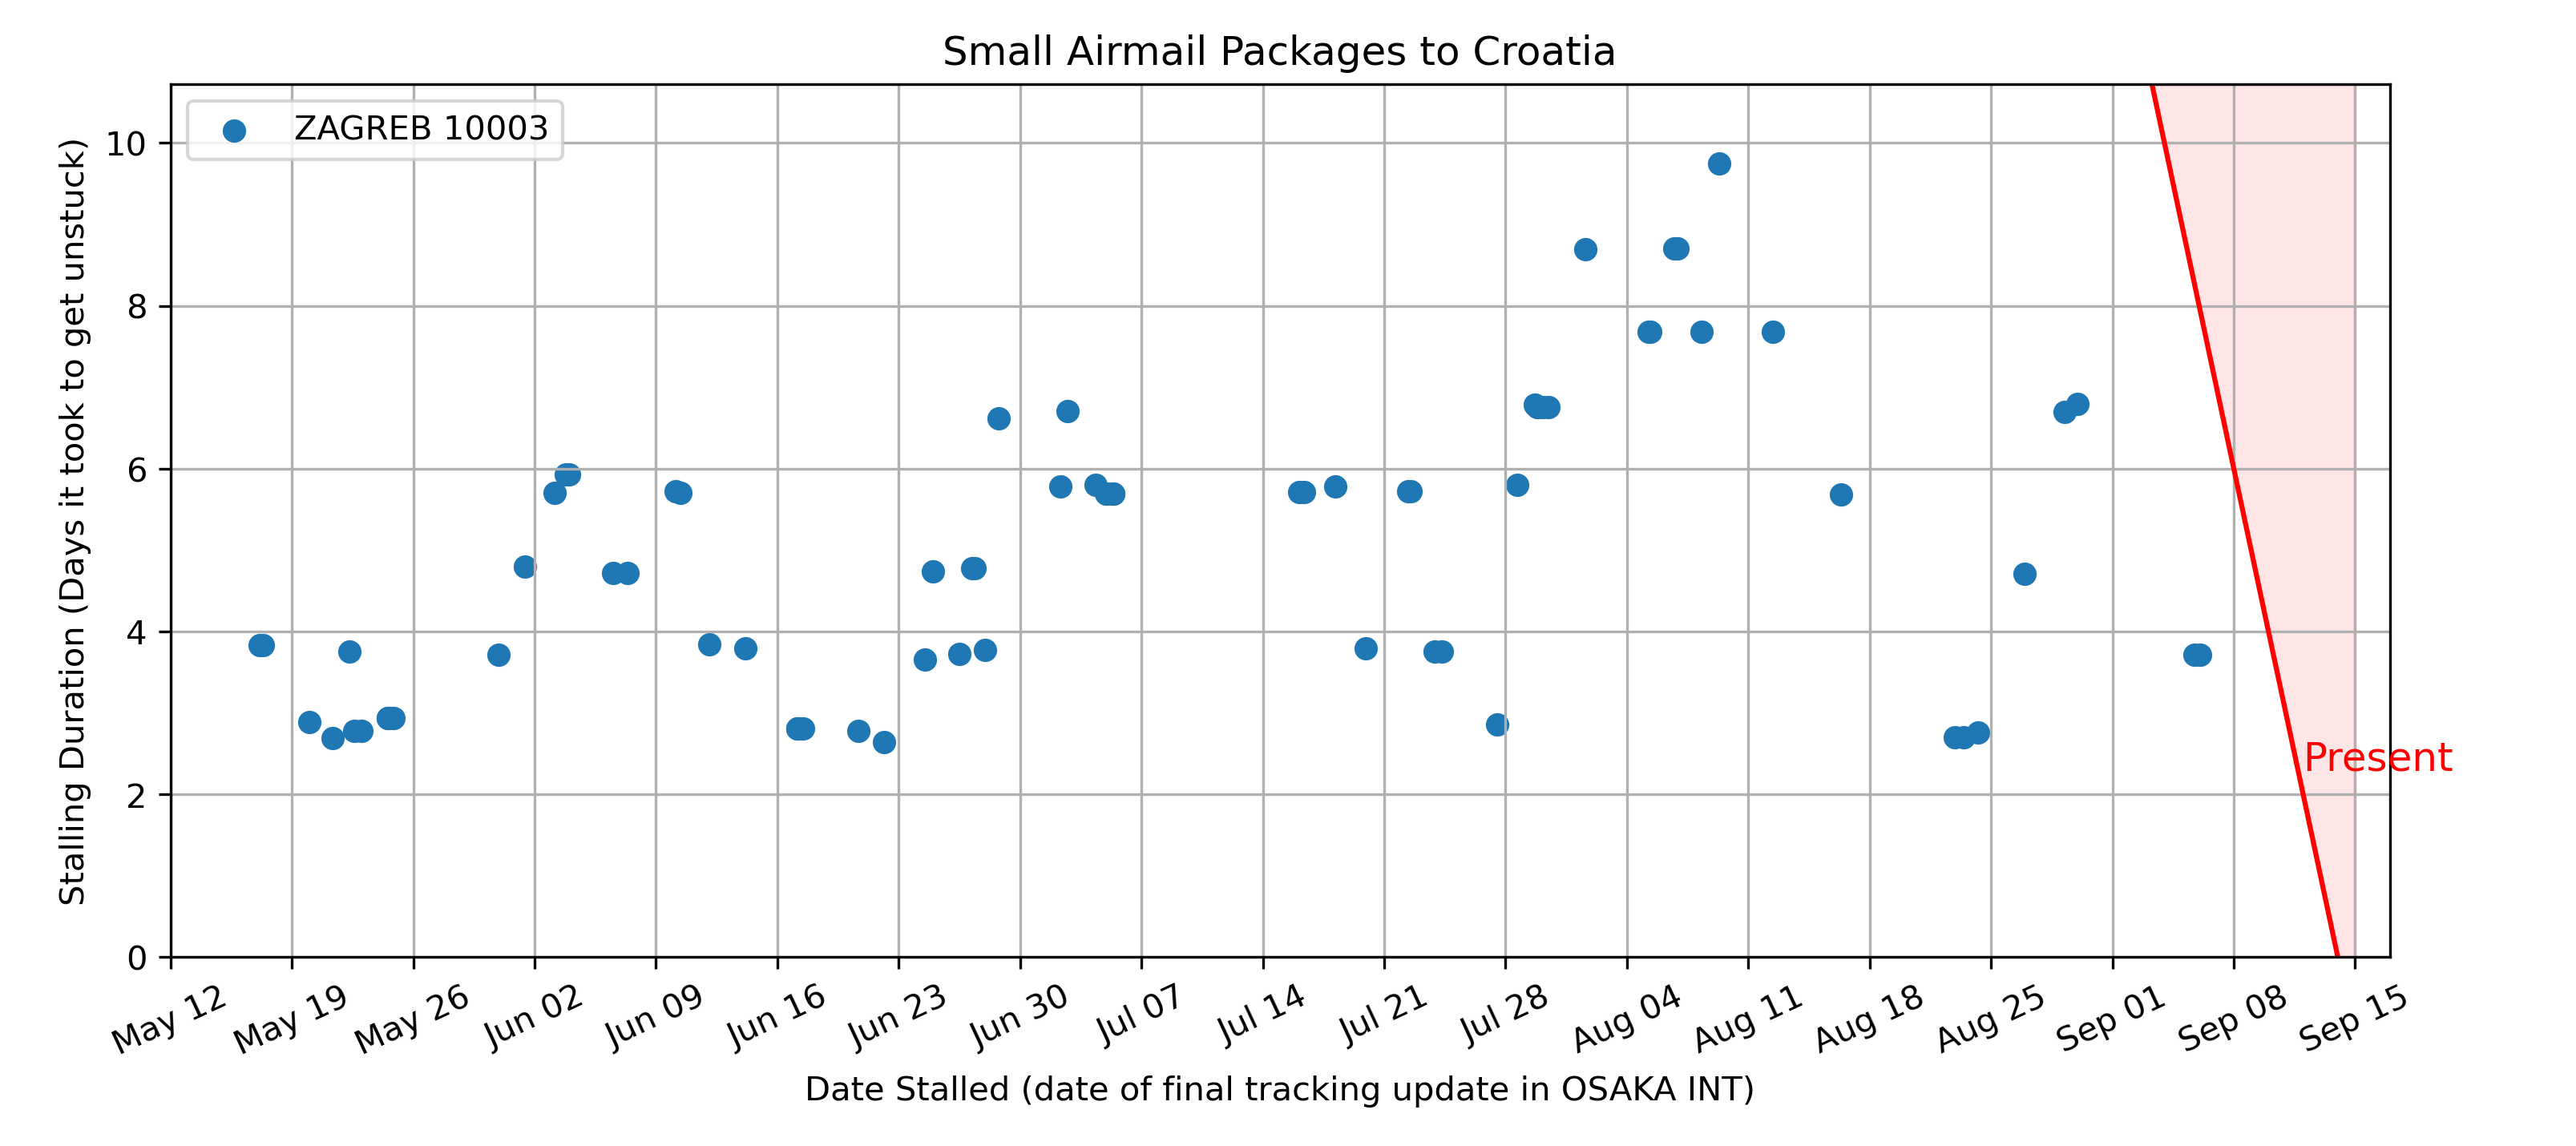 Small Airmail Packages to Croatia
ZAGREB 10003
Stalling Duration (Days it took to get unstuck)
10
8
6
4
2
0
Present
May 12
May 19
May 26
Jun 02
Jun 09
Jun 16
Jun 23
Jun 30
Jul 07
Jul 14
Jul 21
Jul 28
Aug 04
Aug 11
Aug 18
Aug 25
Sep 01
Sep 08
Sep 15
Date Stalled (date of final tracking update in OSAKA INT)